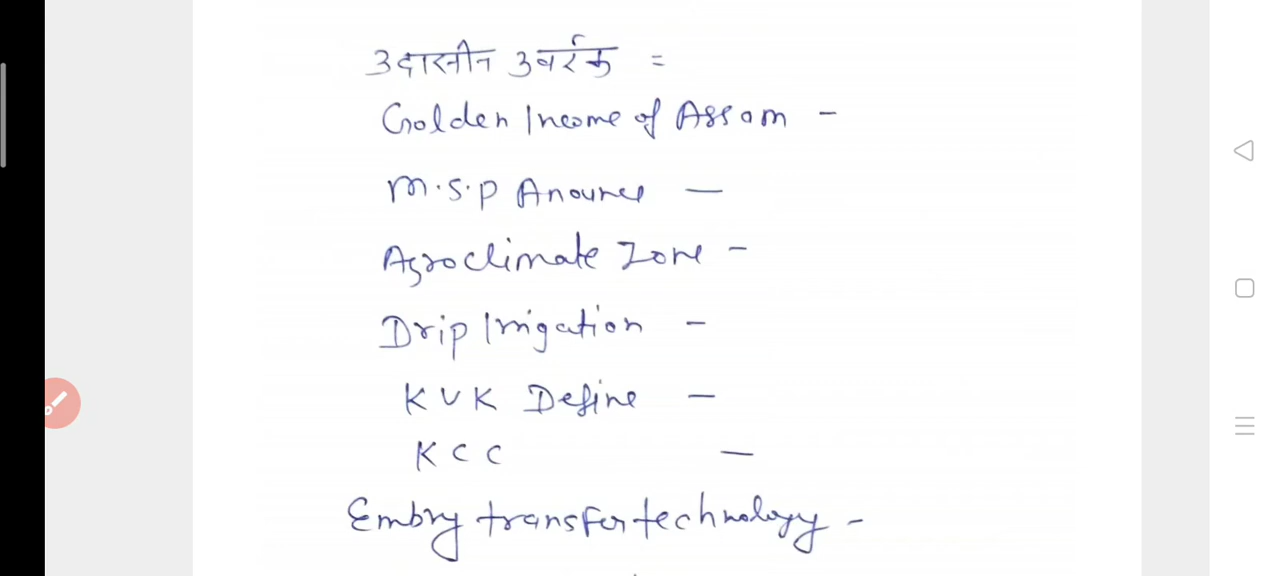 उदासीन उर्वरक =
Golden Income of Assam -
M.S.P Anounce —
Agroclimate Zone -
Drip Irrigation -
KVK Define -
KCC —
Embry transfer technology -